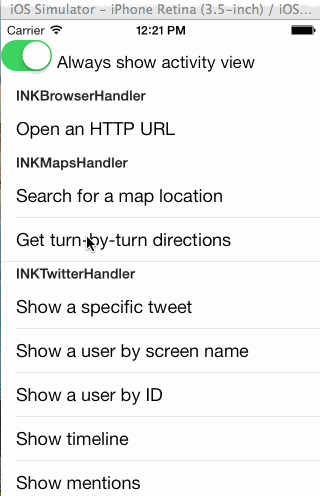 iOS Simulator – iPhone Retina (3.5-inch) / iOS...
Carrier 12:21 PM
Always show activity view
INKBrowserHandler
Open an HTTP URL
INKMapsHandler
Search for a map location
Get turn-by-turn directions
INKTwitterHandler
Show a specific tweet
Show a user by screen name
Show a user by ID
Show timeline
Show mentions